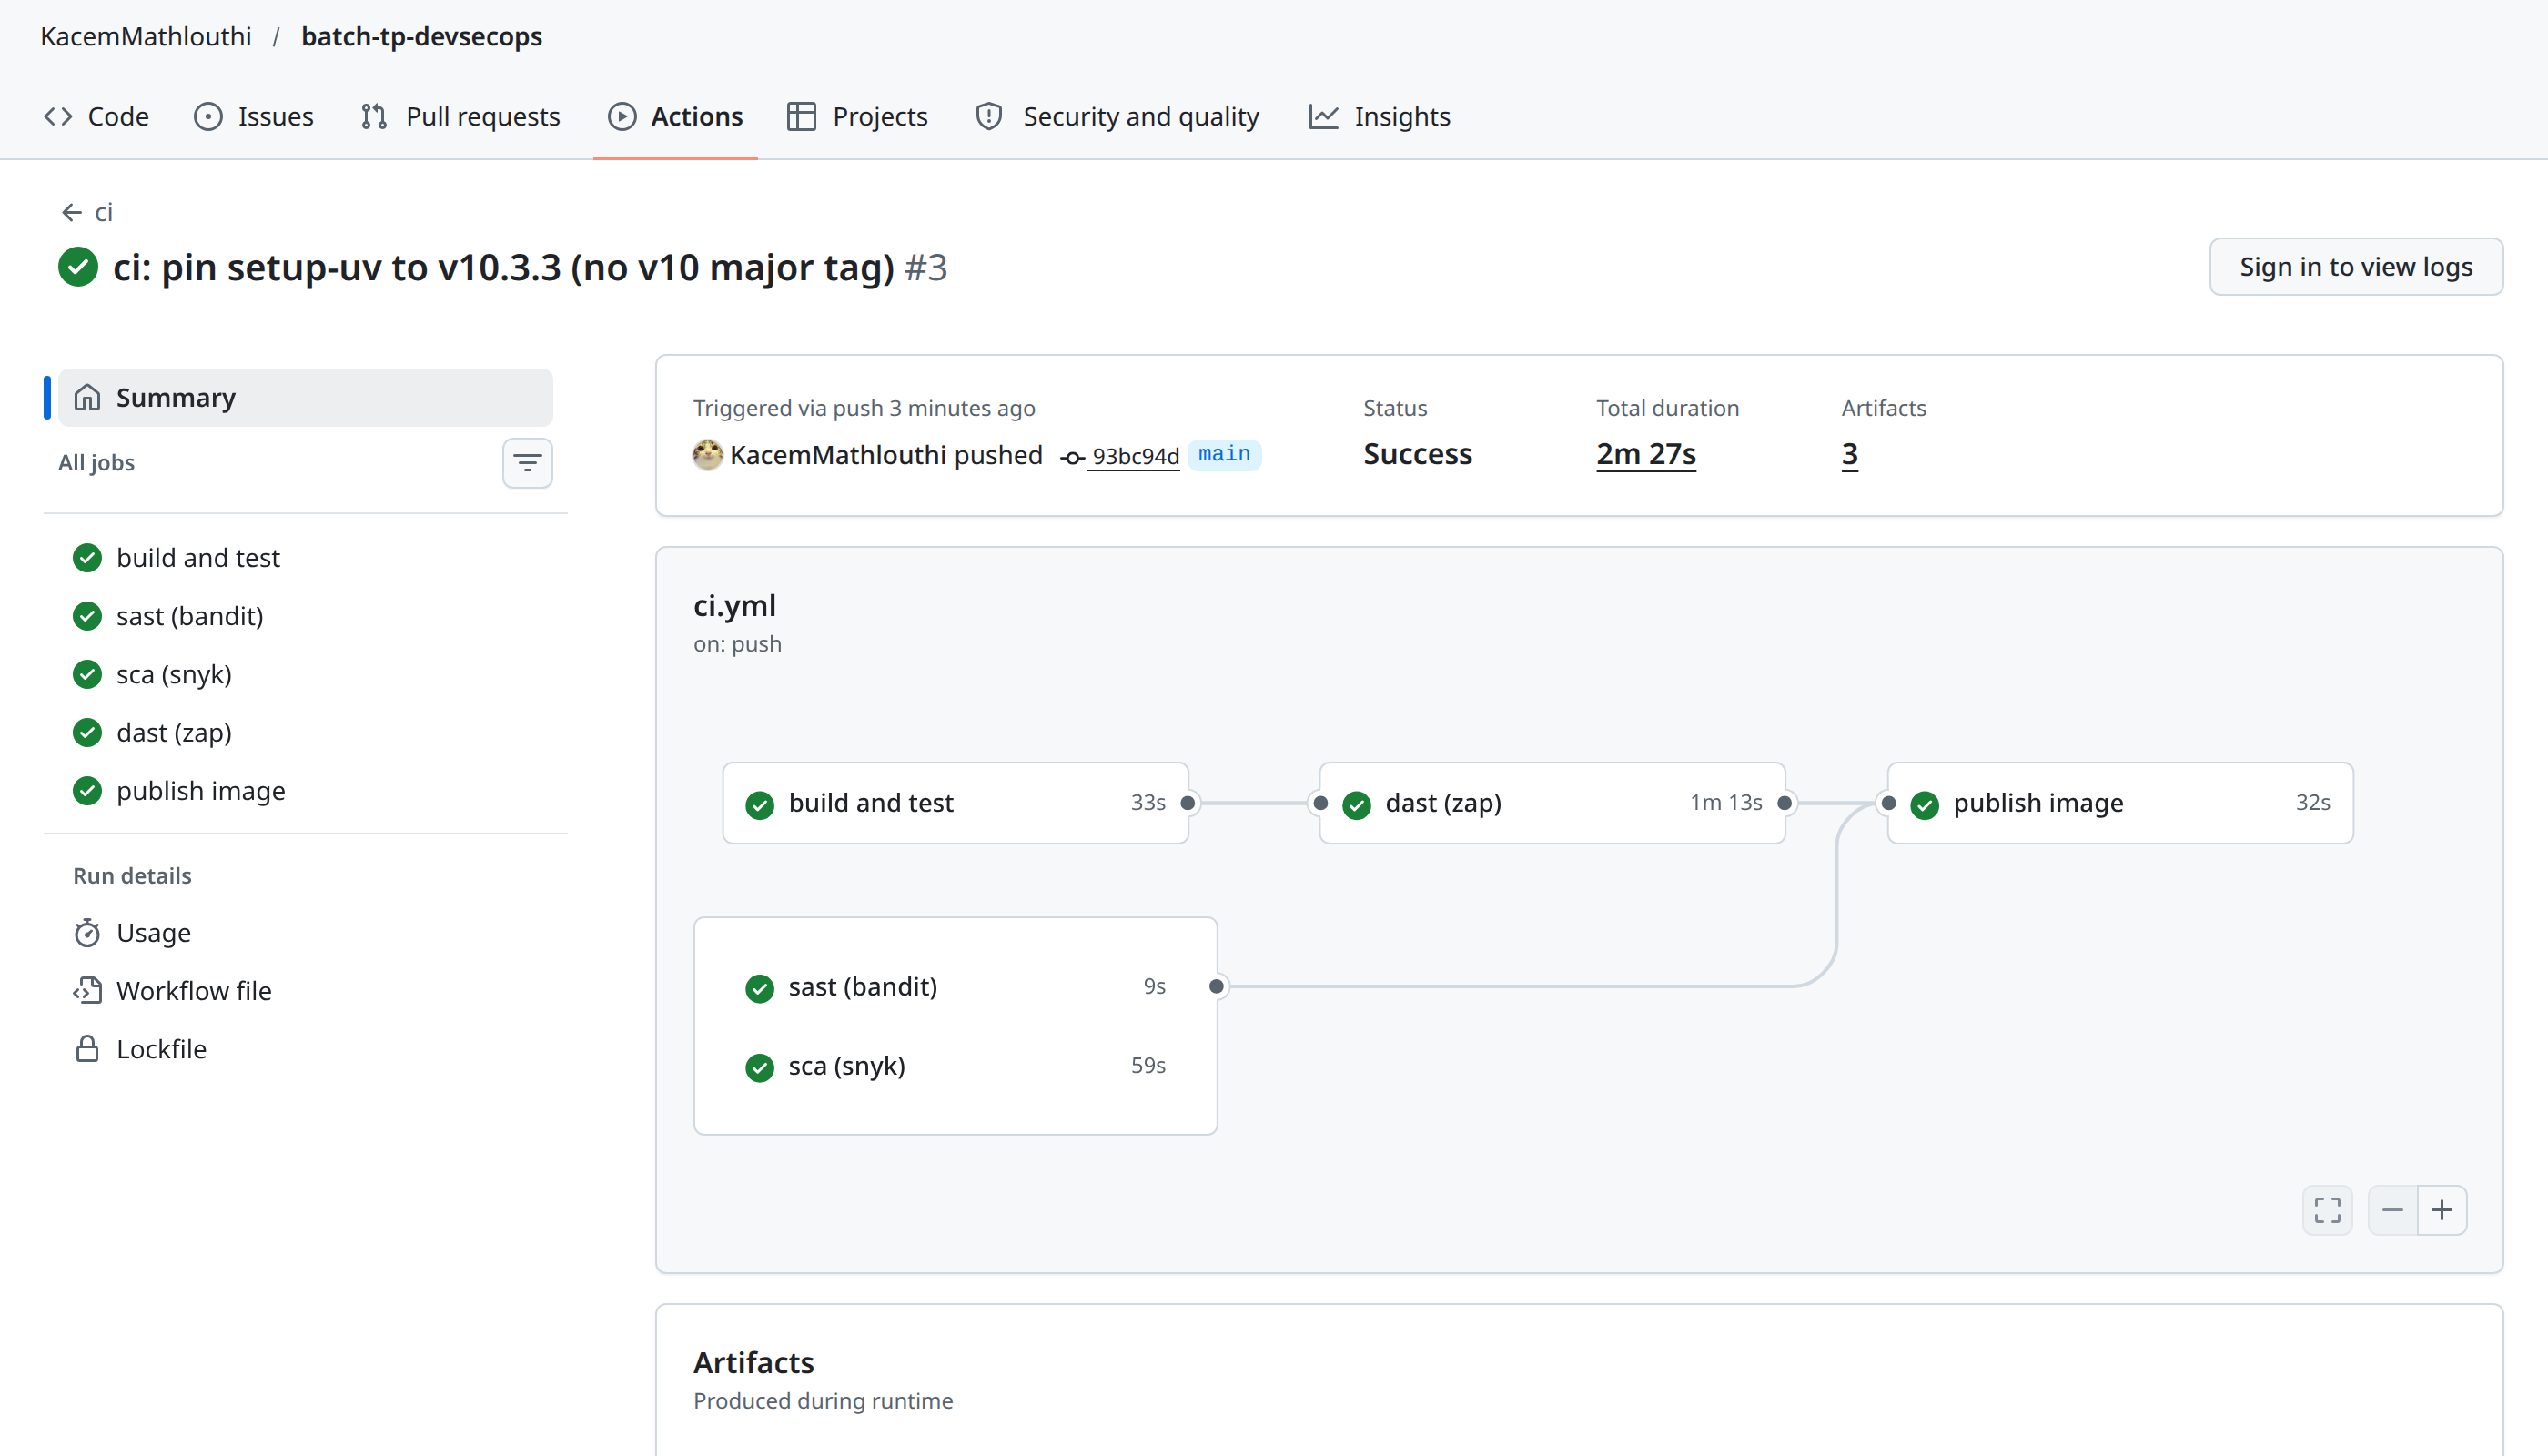 KacemMathlouthi / batch-tp-devsecops
Code Issues Pull requests Actions Projects Security and quality Insights
ci
ci: pin setup-uv to v10.3.3 (no v10 major tag) #3
Sign in to view logs
Summary
All jobs
build and test
sast (bandit)
sca (snyk)
dast (zap)
publish image
Run details
Usage
Workflow file
Lockfile
Triggered via push 3 minutes ago
KacemMathlouthi pushed 93bc94d main
Status
Success
Total duration
2m 27s
Artifacts
3
ci.yml
on: push
build and test 33s
dast (zap) 1m 13s
publish image 32s
sast (bandit) 9s
sca (snyk) 59s
Artifacts
Produced during runtime